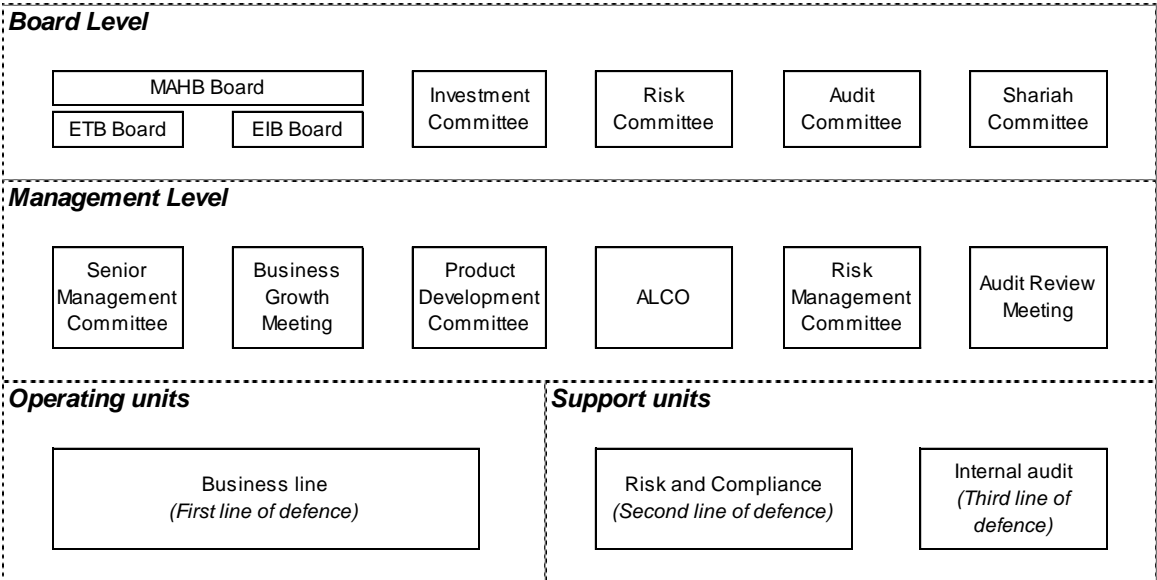 Board Level
MAHB Board
ETB Board
EIB Board
Investment
Committee
Risk
Committee
Audit
Committee
Shariah
Committee
Management Level
Senior
Management
Committee
Business
Growth
Meeting
Product
Development
Committee
ALCO
Risk
Management
Committee
Audit Review
Meeting
Operating units
Business line
(First line of defence)
Support units
Risk and Compliance
(Second line of defence)
Internal audit
(Third line of
defence)